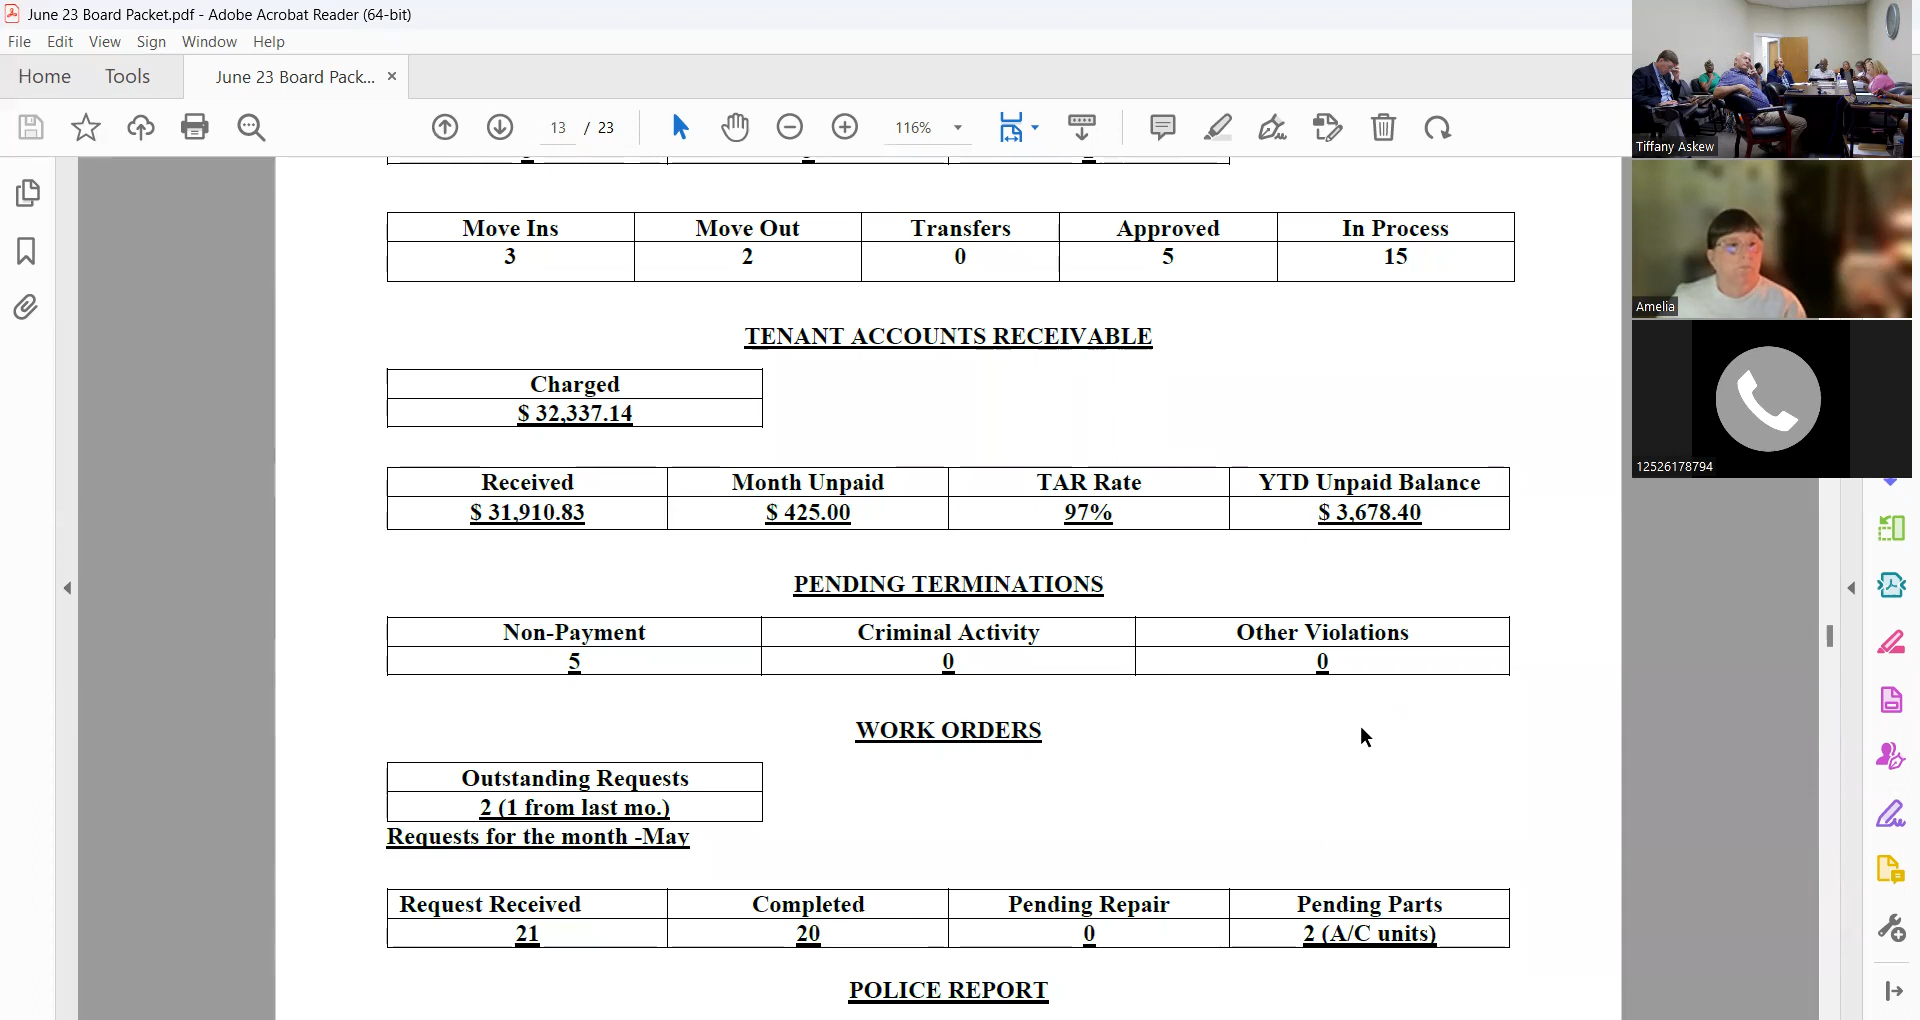 June 23 Board Packet.pdf - Adobe Acrobat Reader (64-bit)
File Edit View Sign Window Help
Home Tools June 23 Board Pack... ×
13 / 23 116%
Move Ins Move Out Transfers Approved In Process
3 2 0 5 15
TENANT ACCOUNTS RECEIVABLE
Charged
$ 32,337.14
Received Month Unpaid TAR Rate YTD Unpaid Balance
$ 31,910.83 $ 425.00 97% $ 3,678.40
PENDING TERMINATIONS
Non-Payment Criminal Activity Other Violations
5 0 0
WORK ORDERS
Outstanding Requests
2 (1 from last mo.)
Requests for the month -May
Request Received Completed Pending Repair Pending Parts
21 20 0 2 (A/C units)
POLICE REPORT
Tiffany Askew
Amelia
12526178794